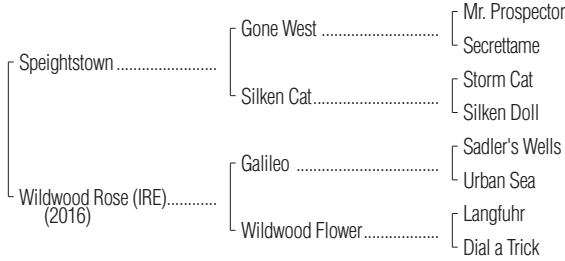 Mr. Prospector
Gone West ..............................
Secrettame
Speightstown .........................
Storm Cat
Silken Cat................................
Silken Doll
Sadler's Wells
Galileo ....................................
Urban Sea
Wildwood Rose (IRE).............
(2016)
Langfuhr
Wildwood Flower...................
Dial a Trick